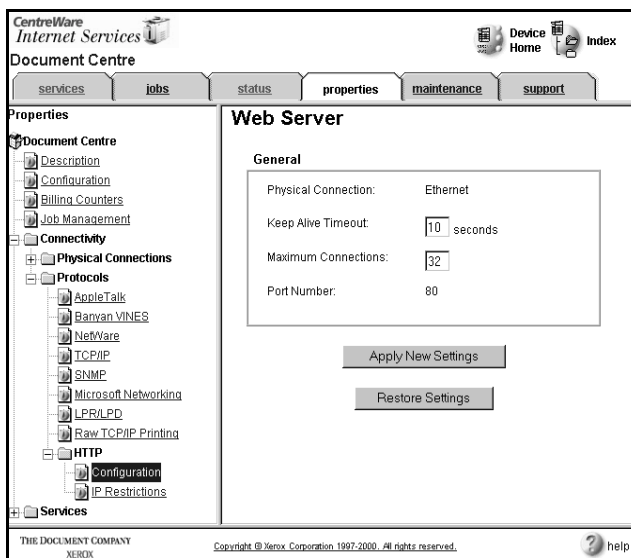 CentreWare
Internet Services
Document Centre
Device Home
Index
services
jobs
status
properties
maintenance
support
Properties
Document Centre
Description
Configuration
Billing Counters
Job Management
Connectivity
Physical Connections
Protocols
AppleTalk
Banyan VINES
NetWare
TCP/IP
SNMP
Microsoft Networking
LPR/LPD
Raw TCP/IP Printing
HTTP
Configuration
IP Restrictions
Services
Web Server
General
Physical Connection: Ethernet
Keep Alive Timeout: 10 seconds
Maximum Connections: 32
Port Number: 80
Apply New Settings
Restore Settings
THE DOCUMENT COMPANY
XEROX
Copyright © Xerox Corporation 1997-2000. All rights reserved.
? help